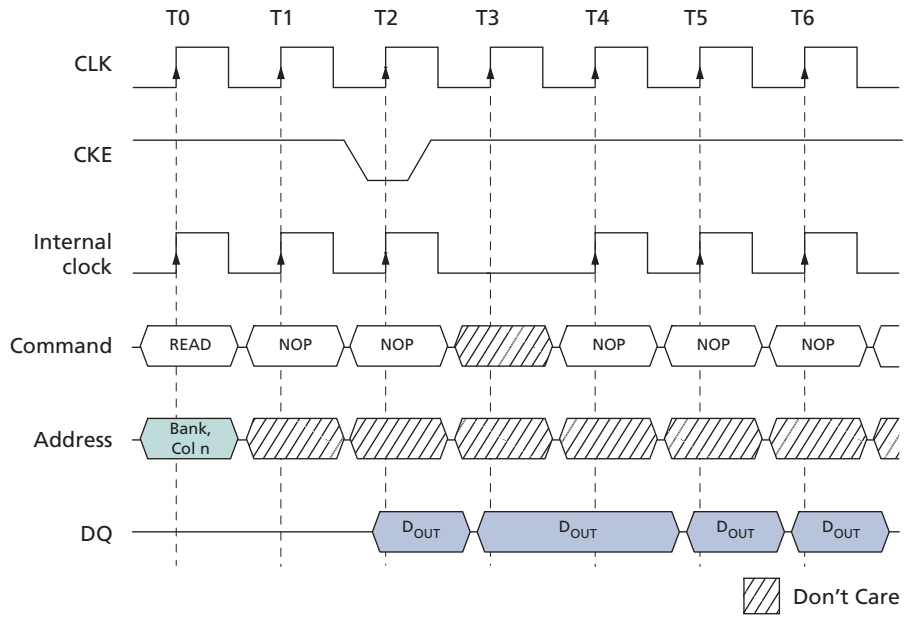 T0 T1 T2 T3 T4 T5 T6
CLK
CKE
Internal
clock
Command READ NOP NOP NOP NOP NOP
Address Bank,
Col n
DQ DOUT DOUT DOUT DOUT
Don't Care